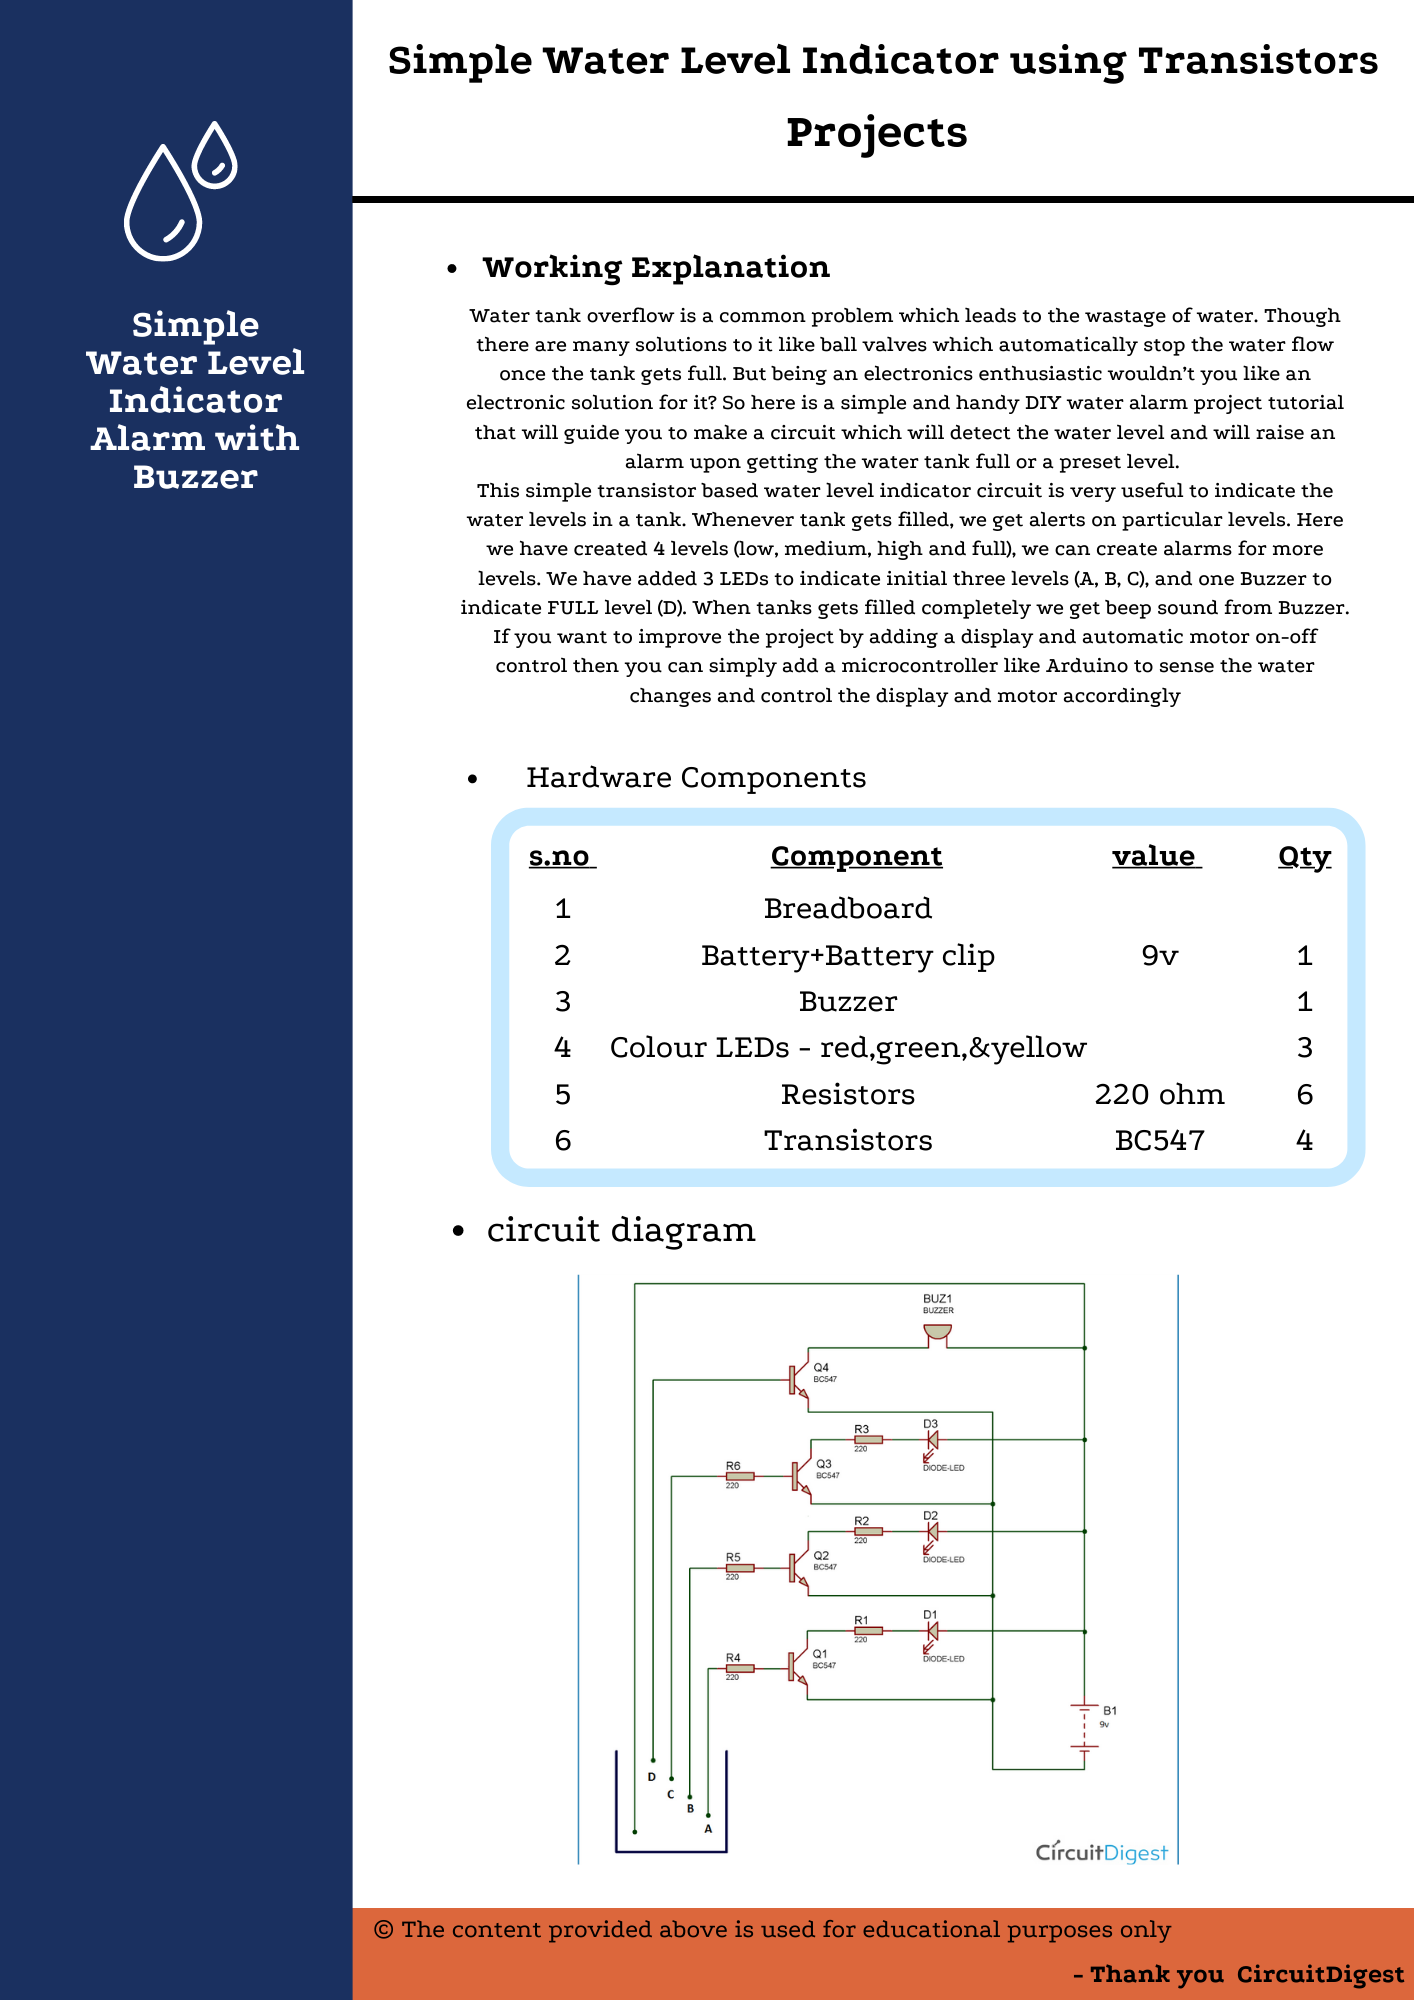 Simple Water Level Indicator using Transistors
Projects
Simple
Water Level
Indicator
Alarm with
Buzzer
• Working Explanation
Water tank overflow is a common problem which leads to the wastage of water. Though
there are many solutions to it like ball valves which automatically stop the water flow
once the tank gets full. But being an electronics enthusiastic wouldn’t you like an
electronic solution for it? So here is a simple and handy DIY water alarm project tutorial
that will guide you to make a circuit which will detect the water level and will raise an
alarm upon getting the water tank full or a preset level.
This simple transistor based water level indicator circuit is very useful to indicate the
water levels in a tank. Whenever tank gets filled, we get alerts on particular levels. Here
we have created 4 levels (low, medium, high and full), we can create alarms for more
levels. We have added 3 LEDs to indicate initial three levels (A, B, C), and one Buzzer to
indicate FULL level (D). When tanks gets filled completely we get beep sound from Buzzer.
If you want to improve the project by adding a display and automatic motor on-off
control then you can simply add a microcontroller like Arduino to sense the water
changes and control the display and motor accordingly
• Hardware Components
s.no Component value Qty
1 Breadboard
2 Battery+Battery clip 9v 1
3 Buzzer 1
4 Colour LEDs - red,green,&yellow 3
5 Resistors 220 ohm 6
6 Transistors BC547 4
• circuit diagram
BUZ1
BUZZER
Q4
BC547
R3
220
D3
DIODE-LED
R6
220
Q3
BC547
R2
220
D2
DIODE-LED
R5
220
Q2
BC547
R1
220
D1
DIODE-LED
R4
220
Q1
BC547
B1
9v
D
C
B
A
CircuitDigest
© The content provided above is used for educational purposes only
- Thank you CircuitDigest